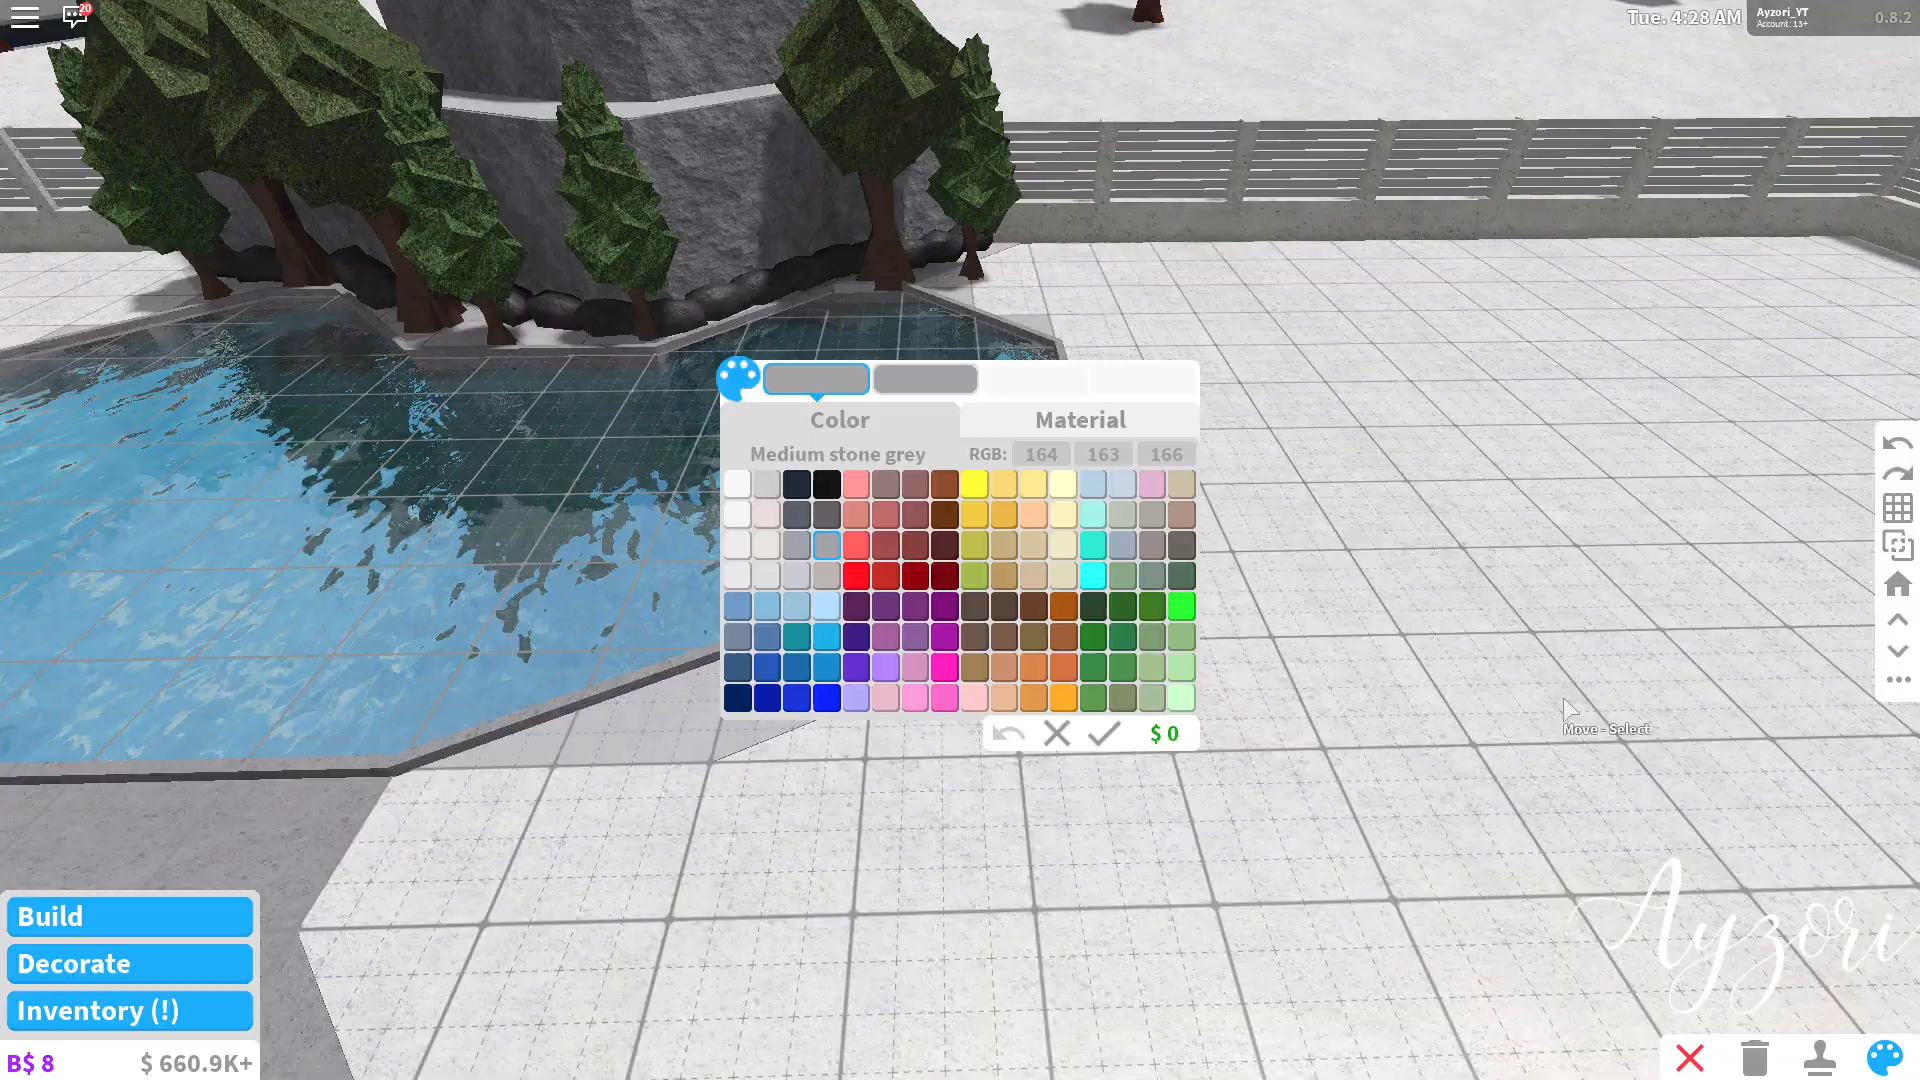 20
Tue. 4:28 AM
Ayzori_YT
Account: 13+
0.8.2
Color
Material
Medium stone grey
RGB: 164 163 166
$ 0
Move - Select
Build
Decorate
Inventory (!)
B$ 8
$ 660.9K+
Ayzori